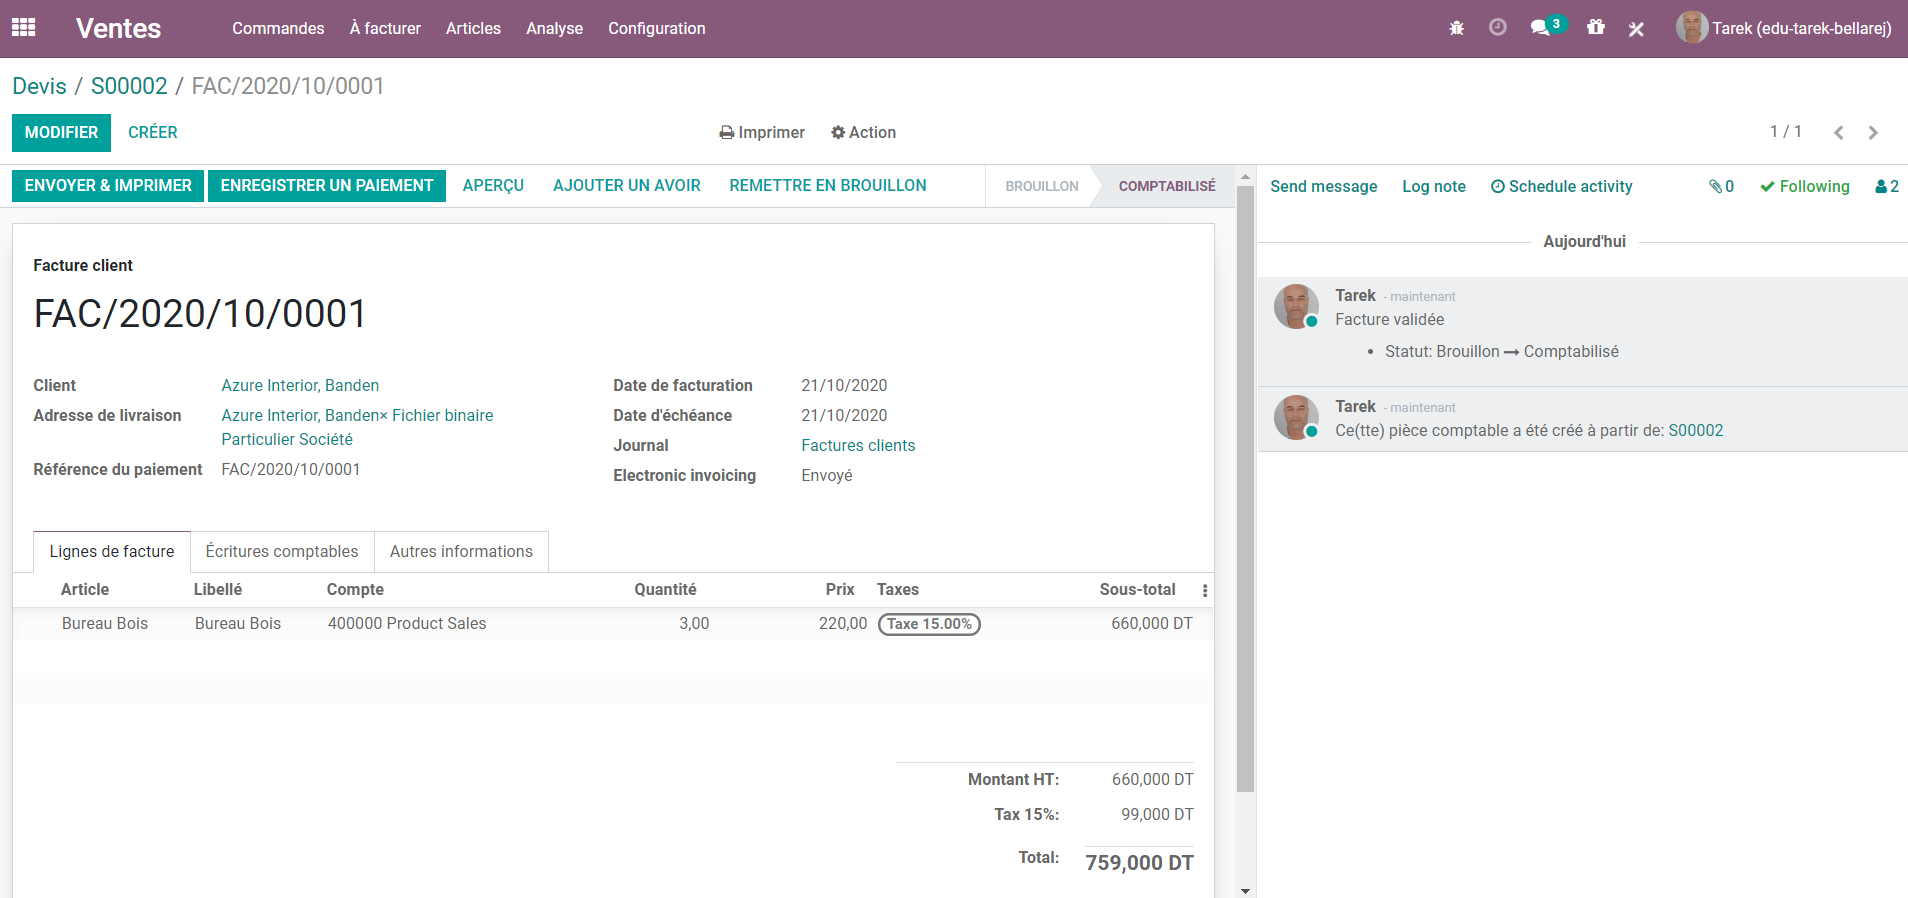 Ventes Commandes À facturer Articles Analyse Configuration 3 Tarek (edu-tarek-bellarej)
Devis / S00002 / FAC/2020/10/0001
MODIFIER CRÉER Imprimer Action 1 / 1
ENVOYER & IMPRIMER ENREGISTRER UN PAIEMENT APERÇU AJOUTER UN AVOIR REMETTRE EN BROUILLON BROUILLON COMPTABILISÉ
Facture client
FAC/2020/10/0001
Client Azure Interior, Banden
Adresse de livraison Azure Interior, Banden× Fichier binaire
Particulier Société
Référence du paiement FAC/2020/10/0001
Date de facturation 21/10/2020
Date d'échéance 21/10/2020
Journal Factures clients
Electronic invoicing Envoyé
Lignes de facture Écritures comptables Autres informations
Article Libellé Compte Quantité Prix Taxes Sous-total
Bureau Bois Bureau Bois 400000 Product Sales 3,00 220,00 Taxe 15.00% 660,000 DT
Montant HT: 660,000 DT
Tax 15%: 99,000 DT
Total: 759,000 DT
Send message Log note Schedule activity 0 Following 2
Aujourd'hui
Tarek - maintenant
Facture validée
• Statut: Brouillon → Comptabilisé
Tarek - maintenant
Ce(tte) pièce comptable a été créé à partir de: S00002